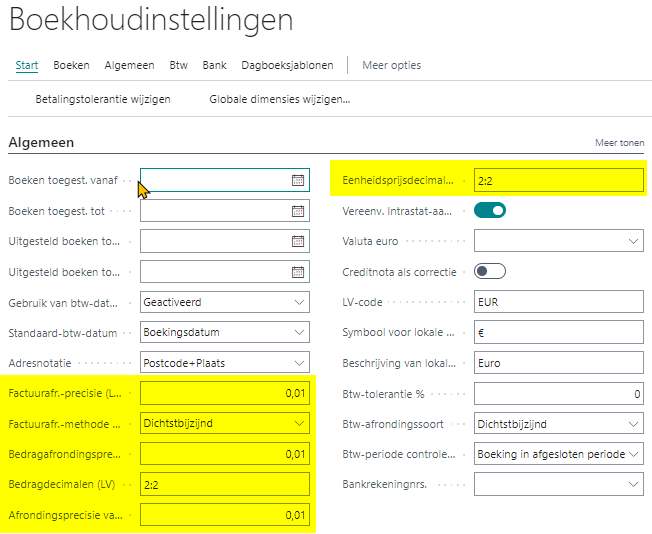 Boekhoudinstellingen
Start Boeken Algemeen Btw Bank Dagboeksjablonen Meer opties
Betalingstolerantie wijzigen Globale dimensies wijzigen...
Algemeen Meer tonen
Boeken toegest. vanaf
Boeken toegest. tot
Uitgesteld boeken to...
Uitgesteld boeken to...
Gebruik van btw-dat... Geactiveerd
Standaard-btw-datum Boekingsdatum
Adresnotatie Postcode+Plaats
Factuurafr.-precisie (L... 0,01
Factuurafr.-methode ... Dichtstbijzijnd
Bedragafrondingspre... 0,01
Bedragdecimalen (LV) 2:2
Afrondingsprecisie va... 0,01
Eenheidsprijsdecimal... 2:2
Vereenv. Intrastat-aa...
Valuta euro
Creditnota als correctie
LV-code EUR
Symbool voor lokale ... €
Beschrijving van lokal... Euro
Btw-tolerantie % 0
Btw-afrondingssoort Dichtstbijzijnd
Btw-periode controle... Boeking in afgesloten periode
Bankrekeningnrs.